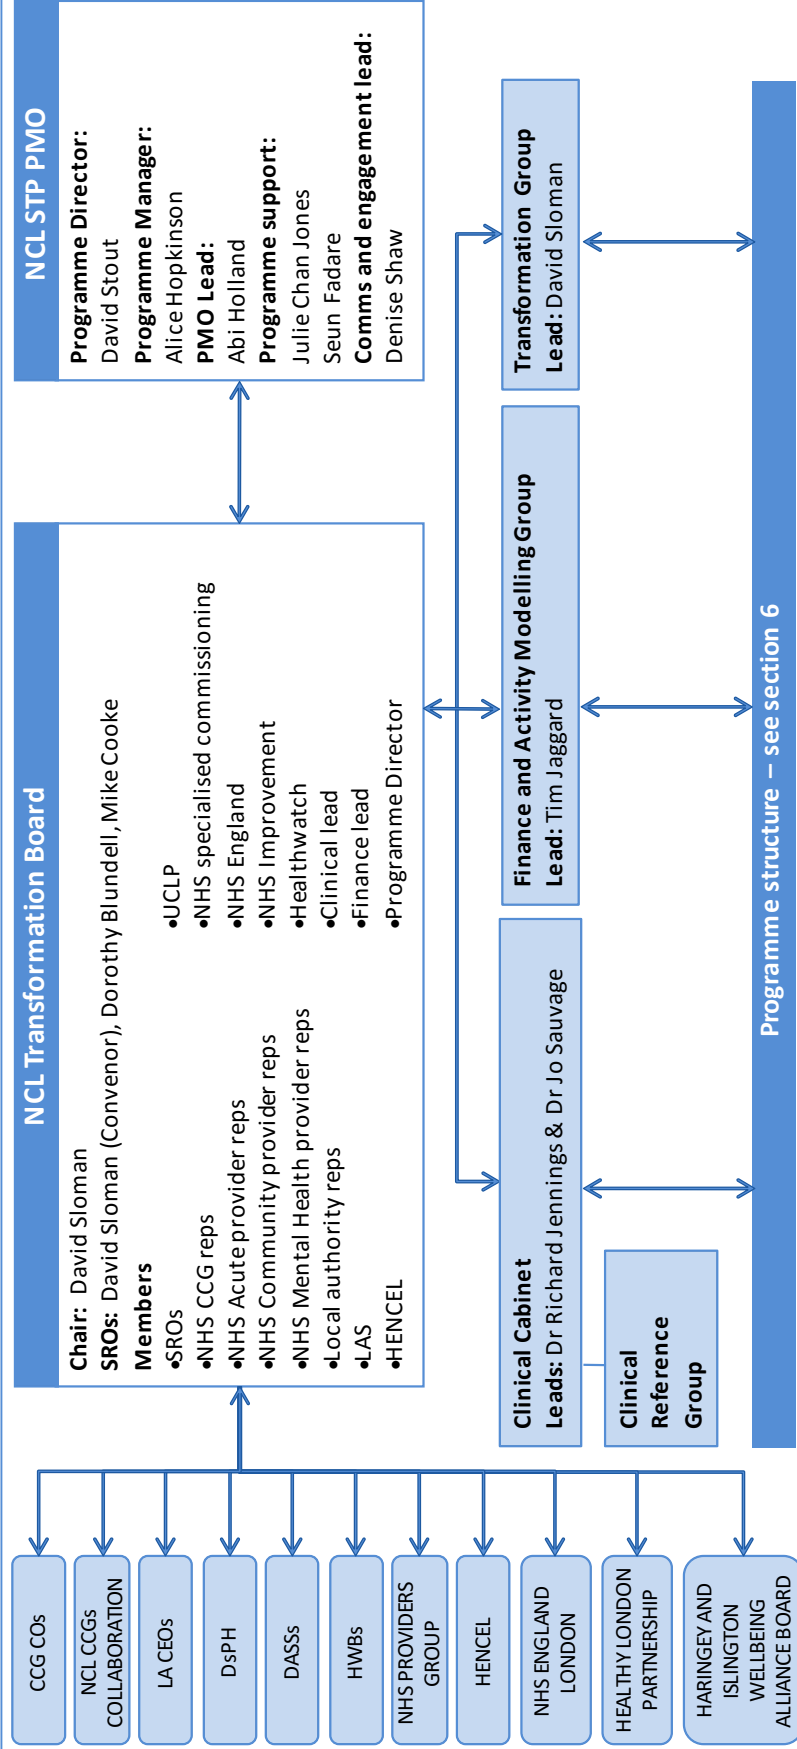 CCG COs
NCL CCGs
COLLABORATION
LA CEOs
DsPH
DASSs
HWBs
NHS PROVIDERS
GROUP
HENCEL
NHS ENGLAND
LONDON
HEALTHY LONDON
PARTNERSHIP
HARINGEY AND
ISLINGTON
WELLBEING
ALLIANCE BOARD
NCL Transformation Board
Chair: David Sloman
SROs: David Sloman (Convenor), Dorothy Blundell, Mike Cooke
Members
•SROs
•NHS CCG reps
•NHS Acute provider reps
•NHS Community provider reps
•NHS Mental Health provider reps
•Local authority reps
•LAS
•HENCEL
•UCLP
•NHS specialised commissioning
•NHS England
•NHS Improvement
•Healthwatch
•Clinical lead
•Finance lead
•Programme Director
NCL STP PMO
Programme Director:
David Stout
Programme Manager:
Alice Hopkinson
PMO Lead:
Abi Holland
Programme support:
Julie Chan Jones
Seun Fadare
Comms and engagement lead:
Denise Shaw
Clinical Cabinet
Leads: Dr Richard Jennings & Dr Jo Sauvage
Clinical
Reference
Group
Finance and Activity Modelling Group
Lead: Tim Jaggard
Transformation Group
Lead: David Sloman
Programme structure – see section 6